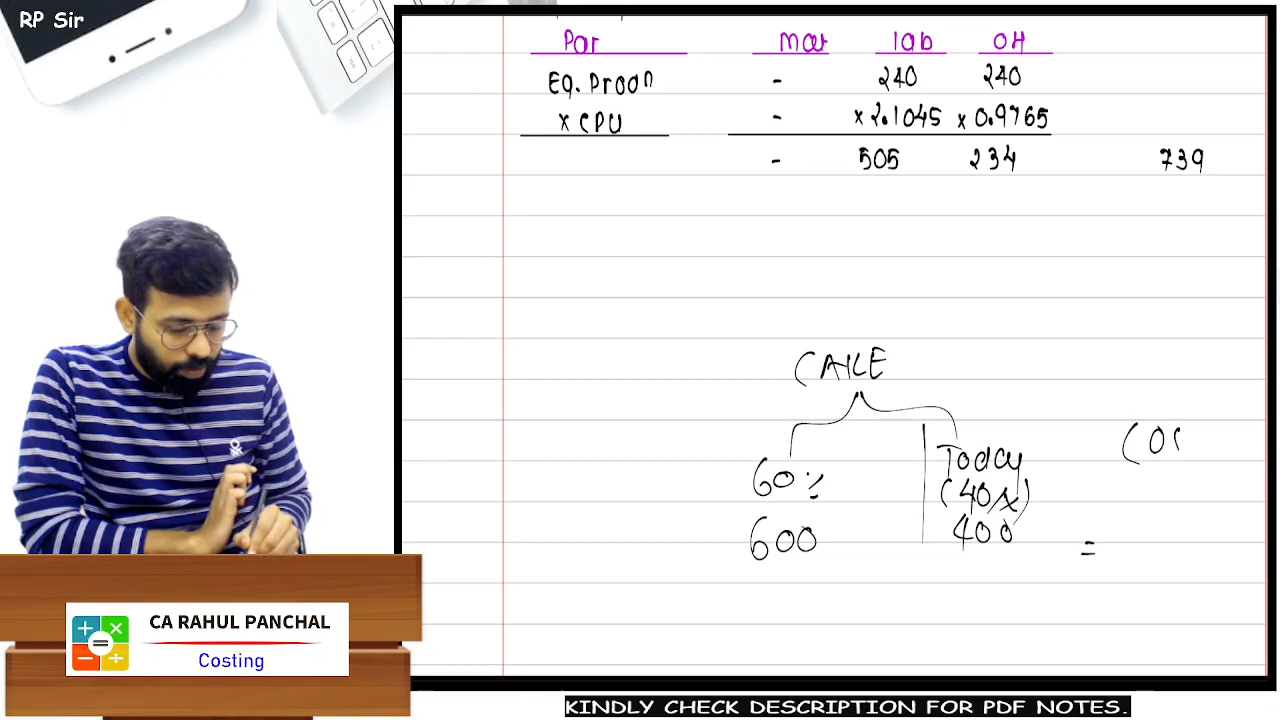 RP Sir
Par Mat lab OH
Eq. Proon - 240 240
x CPU - x 2.1045 x 0.9765
- 505 234 739
CAKE
60% Today
(40%)
600 400 =
CA RAHUL PANCHAL
Costing
KINDLY CHECK DESCRIPTION FOR PDF NOTES.